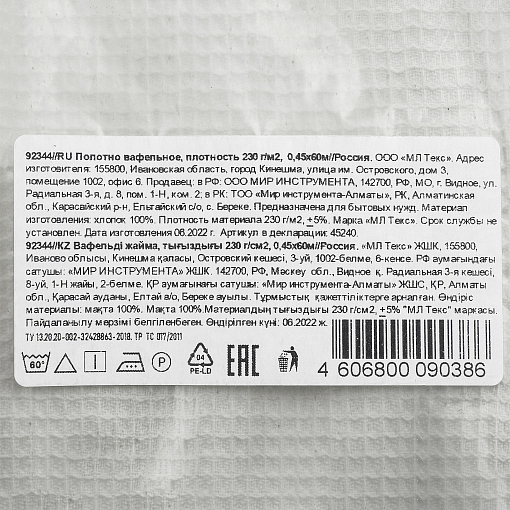 92344//RU Полотно вафельное, плотность 230 г/м2, 0,45х60м//Россия. ООО «МЛ Текс», Адрес
изготовителя: 155800, Ивановская область, город Кинешма, улица им. Островского, дом 3,
помещение 1002, офис 6. Продавец: в РФ: ООО МИР ИНСТРУМЕНТА, 142700, РФ, МО, г. Видное, ул.
Радиальная 3-я, д. 8, пом. 1-Н, ком. 2; в РК: ТОО «Мир инструмента-Алматы», РК, Алматинская
обл., Карасайский р-н, Ельтайский с/о, с. Береке. Предназначена для бытовых нужд. Материал
изготовления: хлопок 100%. Плотность материала 230 г/м2, ±5%. Марка «МЛ Текс». Срок службы не
установлен. Дата изготовления 06.2022 г. Артикул в декларации: 45240.
92344//KZ Вафельді жайма, тығыздығы 230 г/см2, 0,45х60м//Россия. «МЛ Текс» ЖШК, 155800,
Иваново облысы, Кинешма қаласы, Островский кешесі, 3-уй, 1002-белме, 6-кенсе. РФ аумағындағы
сатушы: «МИР ИНСТРУМЕНТА» ЖШК. 142700, РФ, Мәскеу обл., Видное қ. Радиальная 3-я кешесі,
8-уй, 1-Н жайы, 2-белме. ҚР аумағындағы сатушы: «Мир инструмента-Алматы» ЖШС, ҚР, Алматы
обл., Қарасай ауданы, Елтай а/о, Береке ауылы. Тұрмыстық қажеттіліктерге арналған. Өндіріс
материалы: мақта 100%. Мақта 100% Материалдың тығыздығы 230 г/см2, ±5% "МЛ Текс" маркасы.
Пайдаланылу мерзімі белгіленбеген. Өндірілген күні: 06.2022 ж.
ТУ 13.20.20-002-32428863-2018. ТР ТС 017/2011
60° P 04 PE-LD EAC
4 606800 090386